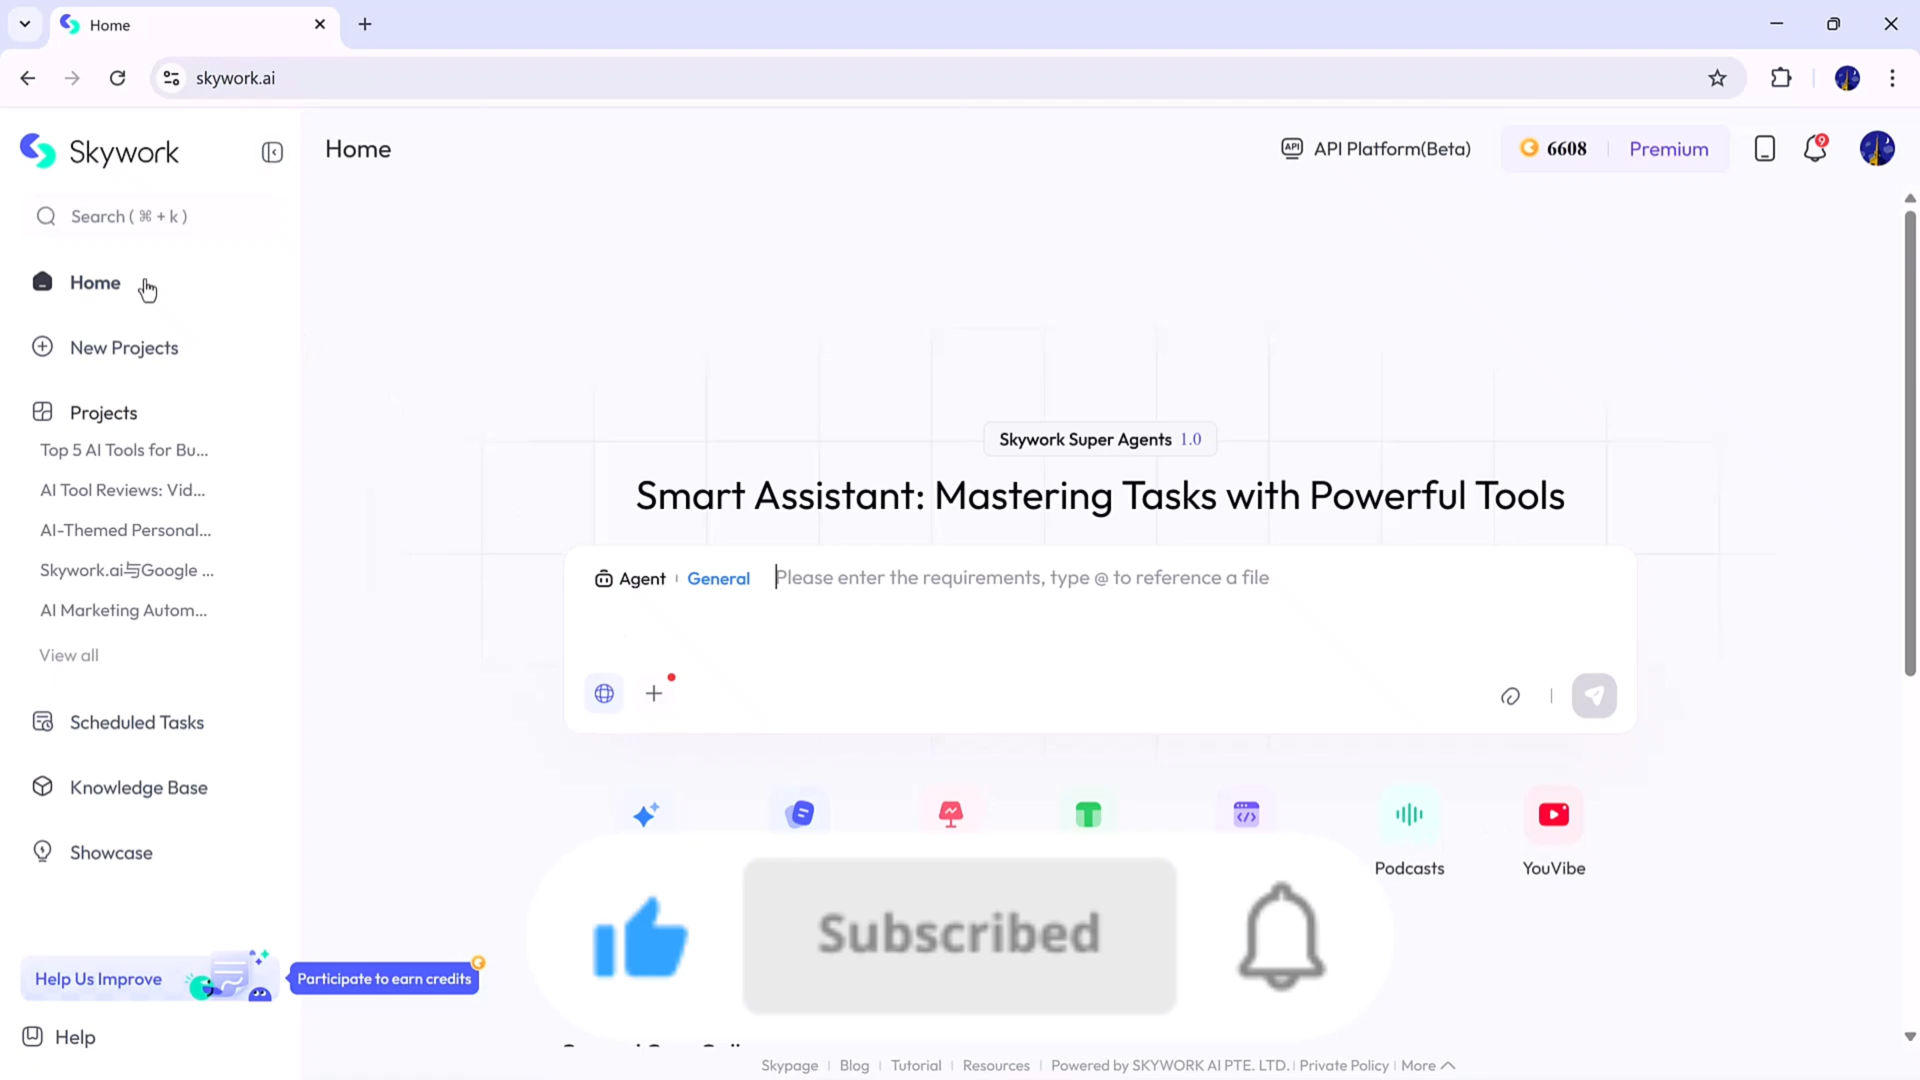 Home
skywork.ai
Skywork
Home
API Platform(Beta)
6608
Premium
9
Search ( ⌘ + k )
Home
New Projects
Projects
Top 5 AI Tools for Bu...
AI Tool Reviews: Vid...
AI-Themed Personal...
Skywork.ai与Google ...
AI Marketing Autom...
View all
Scheduled Tasks
Knowledge Base
Showcase
Help Us Improve
Participate to earn credits
Help
Skywork Super Agents 1.0
Smart Assistant: Mastering Tasks with Powerful Tools
Agent
General
Please enter the requirements, type @ to reference a file
Podcasts
YouVibe
Subscribed
Skypage | Blog | Tutorial | Resources | Powered by SKYWORK AI PTE. LTD. | Private Policy | More